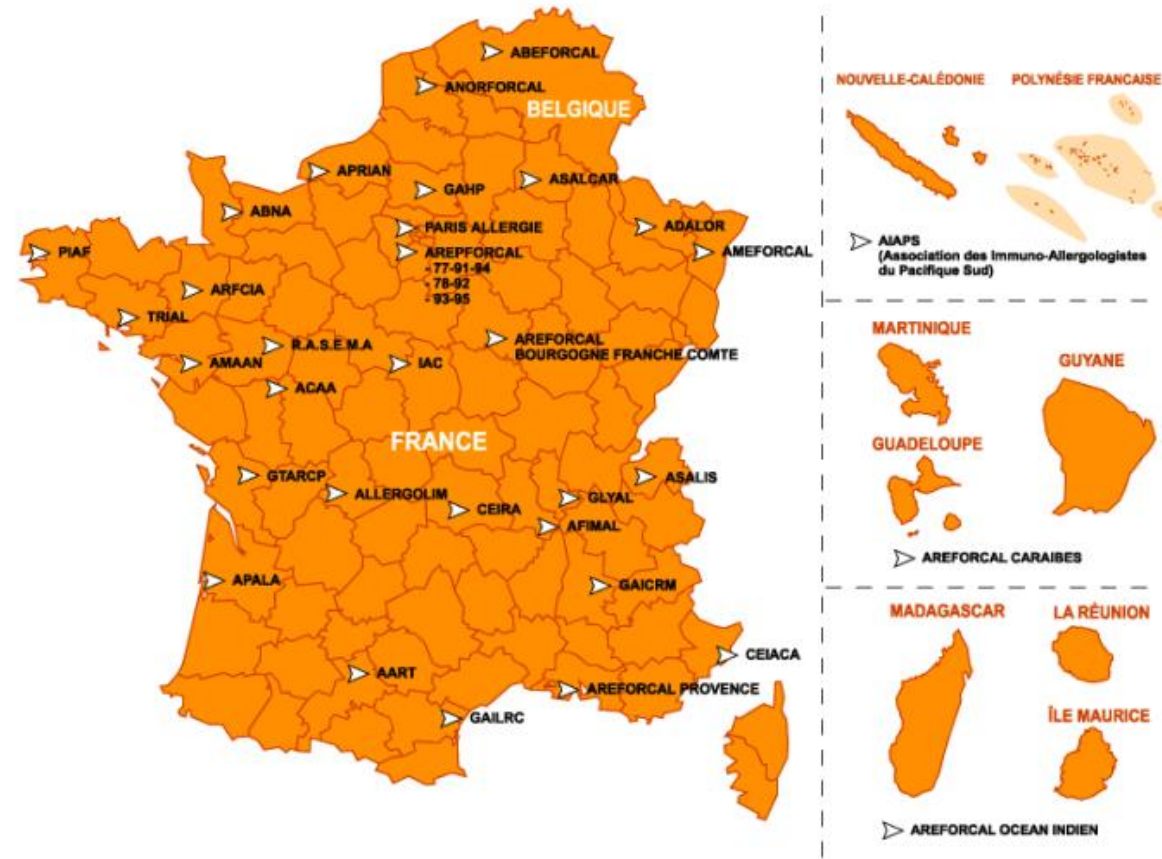 ABEFORCAL
ANORFORCAL
BELGIQUE
APRIAN
GAHP
ASALCAR
ABNA
PARIS ALLERGIE
ADALOR
PIAF
AREPFORCAL
- 77-91-94
- 78-92
- 93-95
AMEFORCAL
ARFCIA
TRIAL
R.A.S.E.M.A
AREFORCAL
BOURGOGNE FRANCHE COMTE
AMAAN
IAC
ACAA
FRANCE
GTARCP
ALLERGOLIM
CEIRA
GLYAL
ASALIS
AFIMAL
APALA
GAICRM
CEIACA
AART
AREFORCAL PROVENCE
GAILRC
NOUVELLE-CALÉDONIE
POLYNÉSIE FRANCAISE
AIAPS
(Association des Immuno-Allergologistes
du Pacifique Sud)
MARTINIQUE
GUYANE
GUADELOUPE
AREFORCAL CARAIBES
MADAGASCAR
LA RÉUNION
ÎLE MAURICE
AREFORCAL OCEAN INDIEN